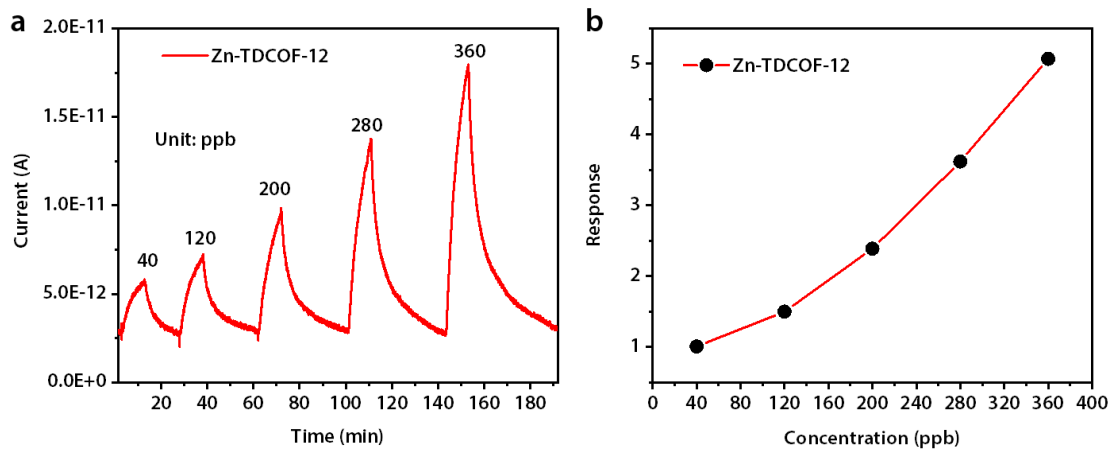 a
2.0E-11
1.5E-11
1.0E-11
5.0E-12
0.0E+0
Current (A)
Zn-TDCOF-12
Unit: ppb
40
120
200
280
360
20 40 60 80 100 120 140 160 180
Time (min)
b
5
4
3
2
1
Response
Zn-TDCOF-12
0 40 80 120 160 200 240 280 320 360 400
Concentration (ppb)